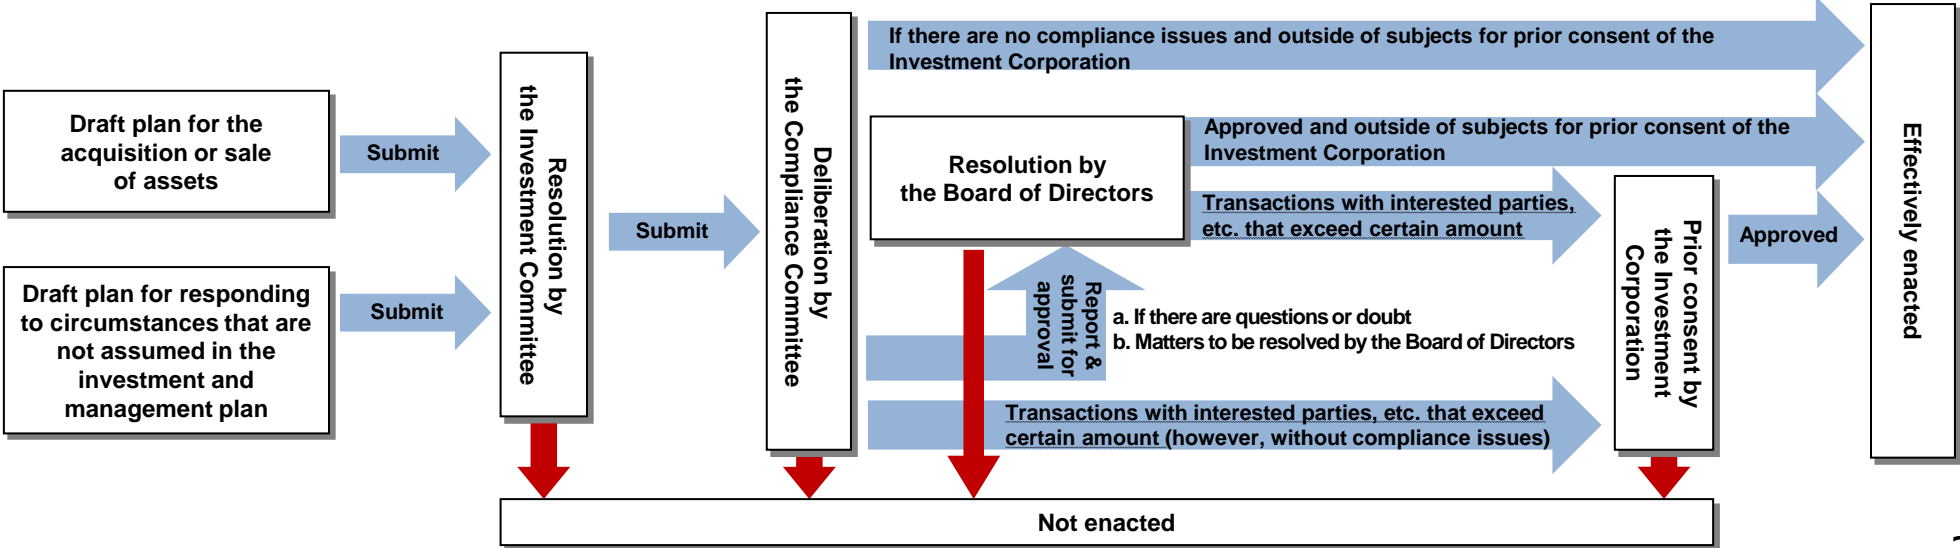 Draft plan for the
acquisition or sale
of assets
Submit
Draft plan for responding
to circumstances that are
not assumed in the
investment and
management plan
Submit
Resolution by
the Investment Committee
Submit
Deliberation by
the Compliance Committee
If there are no compliance issues and outside of subjects for prior consent of the
Investment Corporation
Resolution by
the Board of Directors
Approved and outside of subjects for prior consent of the
Investment Corporation
Transactions with interested parties,
etc. that exceed certain amount
Report &
submit for
approval
a. If there are questions or doubt
b. Matters to be resolved by the Board of Directors
Transactions with interested parties, etc. that exceed
certain amount (however, without compliance issues)
Prior consent by
the Investment
Corporation
Approved
Effectively enacted
Not enacted